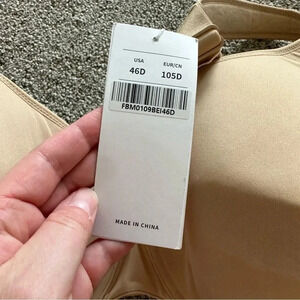 USA EUR/CN
46D 105D
FBM0109BEI46D
MADE IN CHINA